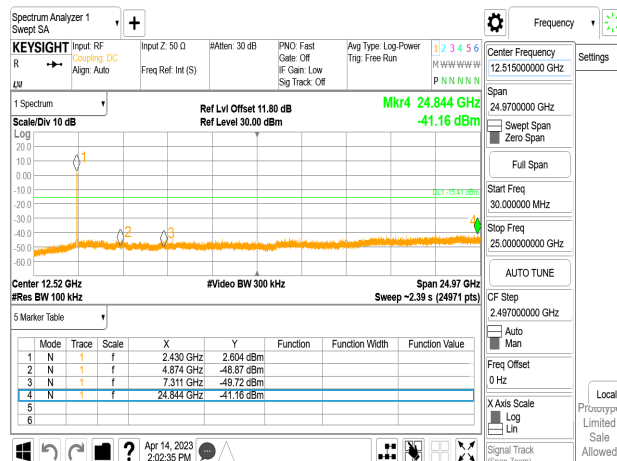 Spectrum Analyzer 1
Swept SA
Frequency
KEYSIGHT
R
LXI
Input: RF
Coupling: DC
Align: Auto
Input Z: 50 Ω
Freq Ref: Int (S)
#Atten: 30 dB
PNO: Fast
Gate: Off
IF Gain: Low
Sig Track: Off
Avg Type: Log-Power
Trig: Free Run
1 2 3 4 5 6
M W W W W W
P N N N N N
1 Spectrum
Scale/Div 10 dB
Ref Lvl Offset 11.80 dB
Ref Level 30.00 dBm
Mkr4 24.844 GHz
-41.16 dBm
Log
20.0
10.0
0.00
-10.0
-20.0
-30.0
-40.0
-50.0
-60.0
1
2
3
4
DL1 -15.41 dBm
Center 12.52 GHz
#Res BW 100 kHz
#Video BW 300 kHz
Span 24.97 GHz
Sweep ~2.39 s (24971 pts)
5 Marker Table
Mode Trace Scale X Y Function Function Width Function Value
1 N 1 f 2.430 GHz 2.604 dBm
2 N 1 f 4.874 GHz -48.87 dBm
3 N 1 f 7.311 GHz -49.72 dBm
4 N 1 f 24.844 GHz -41.16 dBm
5
6
Apr 14, 2023
2:02:35 PM
Center Frequency
12.515000000 GHz
Span
24.9700000 GHz
Swept Span
Zero Span
Full Span
Start Freq
30.000000 MHz
Stop Freq
25.000000000 GHz
AUTO TUNE
CF Step
2.497000000 GHz
Auto
Man
Freq Offset
0 Hz
X Axis Scale
Log
Lin
Signal Track
(Span Zoom)
Settings
Local
Prototype
Limited
Sale
Allowed